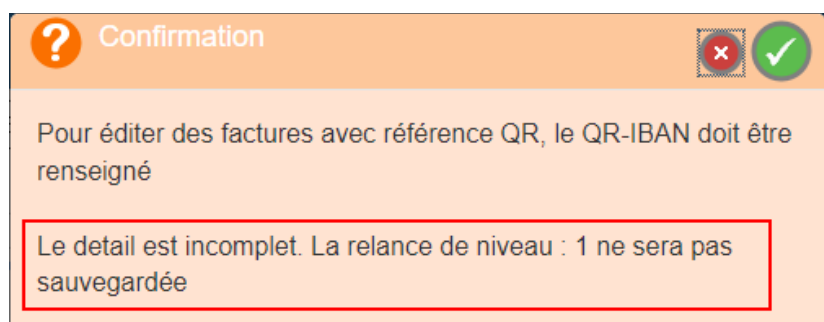 Confirmation
Pour éditer des factures avec référence QR, le QR-IBAN doit être
renseigné
Le detail est incomplet. La relance de niveau : 1 ne sera pas
sauvegardée